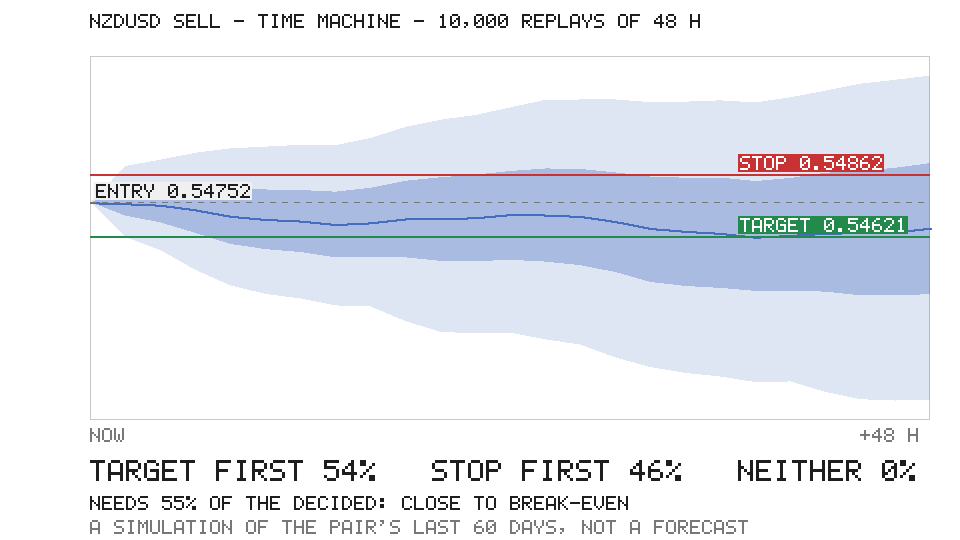 NZDUSD SELL - TIME MACHINE - 10,000 REPLAYS OF 48 H
STOP 0.54862
ENTRY 0.54752
TARGET 0.54621
NOW +48 H
TARGET FIRST 54% STOP FIRST 46% NEITHER 0%
NEEDS 55% OF THE DECIDED: CLOSE TO BREAK-EVEN
A SIMULATION OF THE PAIR'S LAST 60 DAYS, NOT A FORECAST